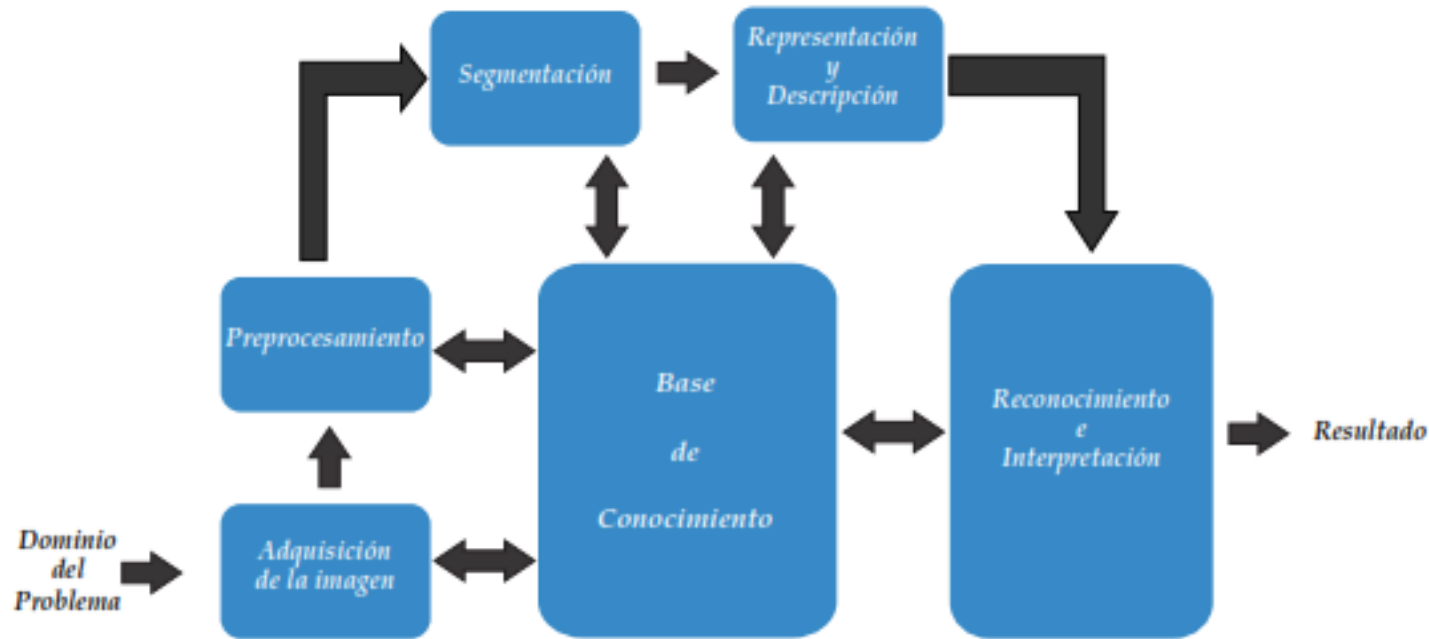 Segmentación
Representación
y
Descripción
Preprocesamiento
Base
de
Conocimiento
Reconocimiento
e
Interpretación
Resultado
Dominio
del
Problema
Adquisición
de la imagen